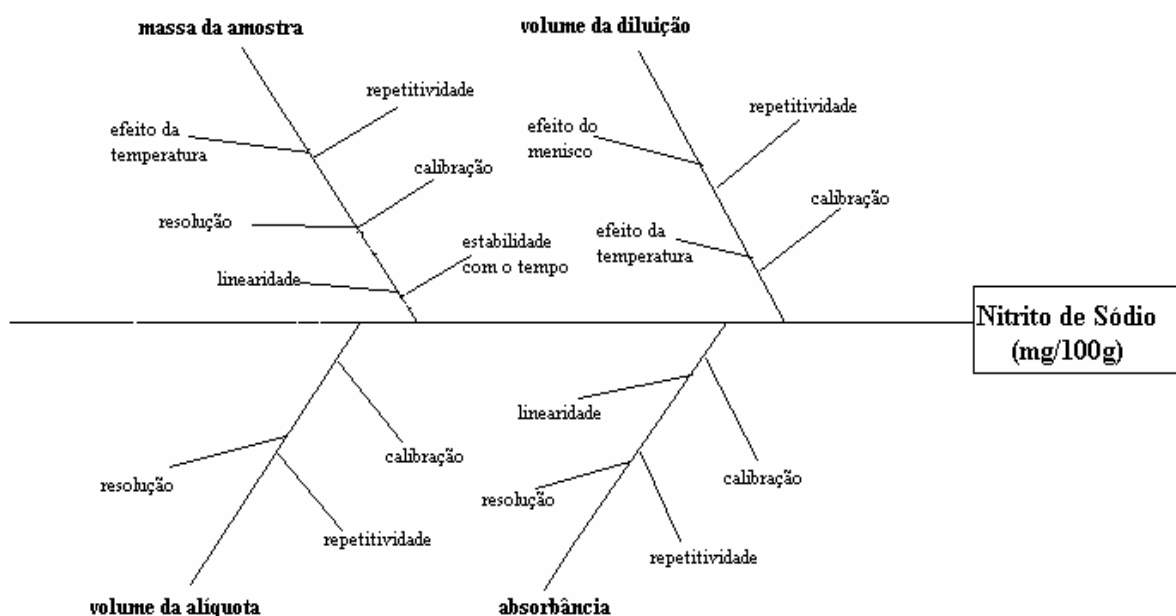 massa da amostra
volume da diluição
repetitividade
efeito da
temperatura
calibração
resolução
estabilidade
com o tempo
linearidade
repetitividade
efeito do
menisco
calibração
efeito da
temperatura
Nitrito de Sódio
(mg/100g)
calibração
resolução
repetitividade
volume da alíquota
linearidade
calibração
resolução
repetitividade
absorbância